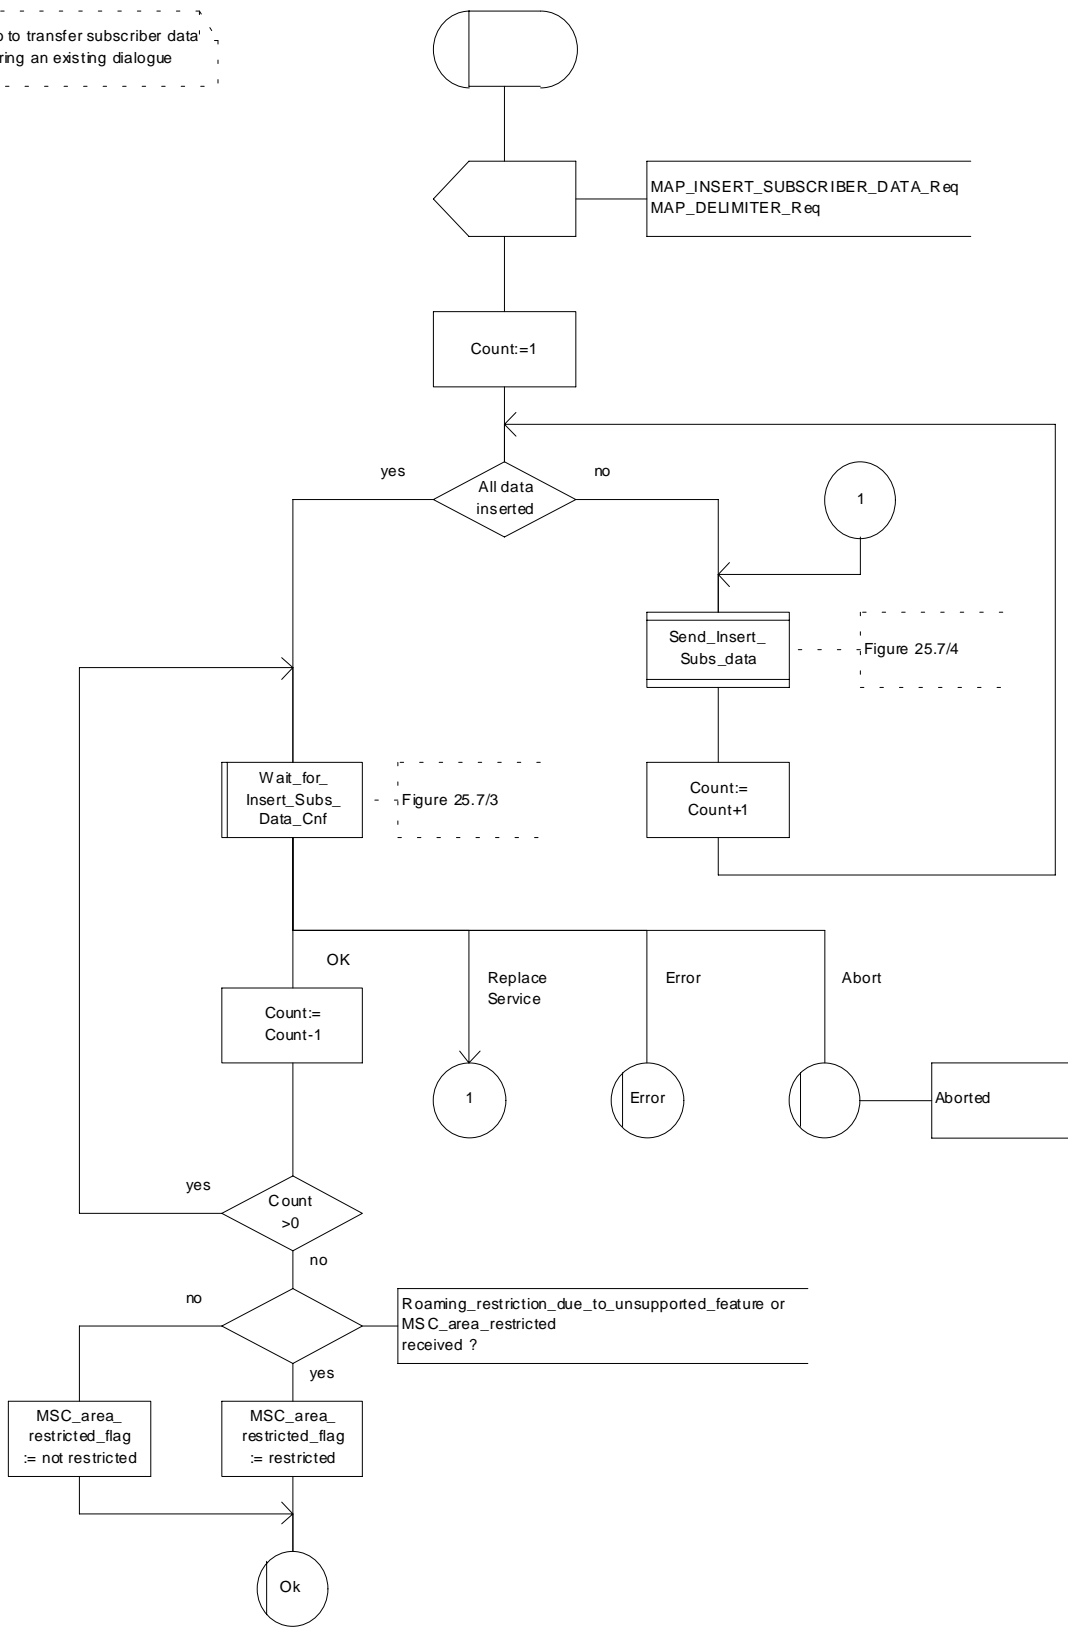 to transfer subscriber data'
ring an existing dialogue
MAP_INSERT_SUBSCRIBER_DATA_Req
MAP_DELIMITER_Req
Count:=1
yes
no
All data
inserted
1
Send_Insert_
Subs_data
Figure 25.7/4
Wait_for_
Insert_Subs_
Data_Cnf
Figure 25.7/3
Count:=
Count+1
OK
Replace
Service
Error
Abort
Count:=
Count-1
1
Error
Aborted
yes
Count
>0
no
no
Roaming_restriction_due_to_unsupported_feature or
MSC_area_restricted
received ?
yes
MSC_area_
restricted_flag
:= not restricted
MSC_area_
restricted_flag
:= restricted
Ok